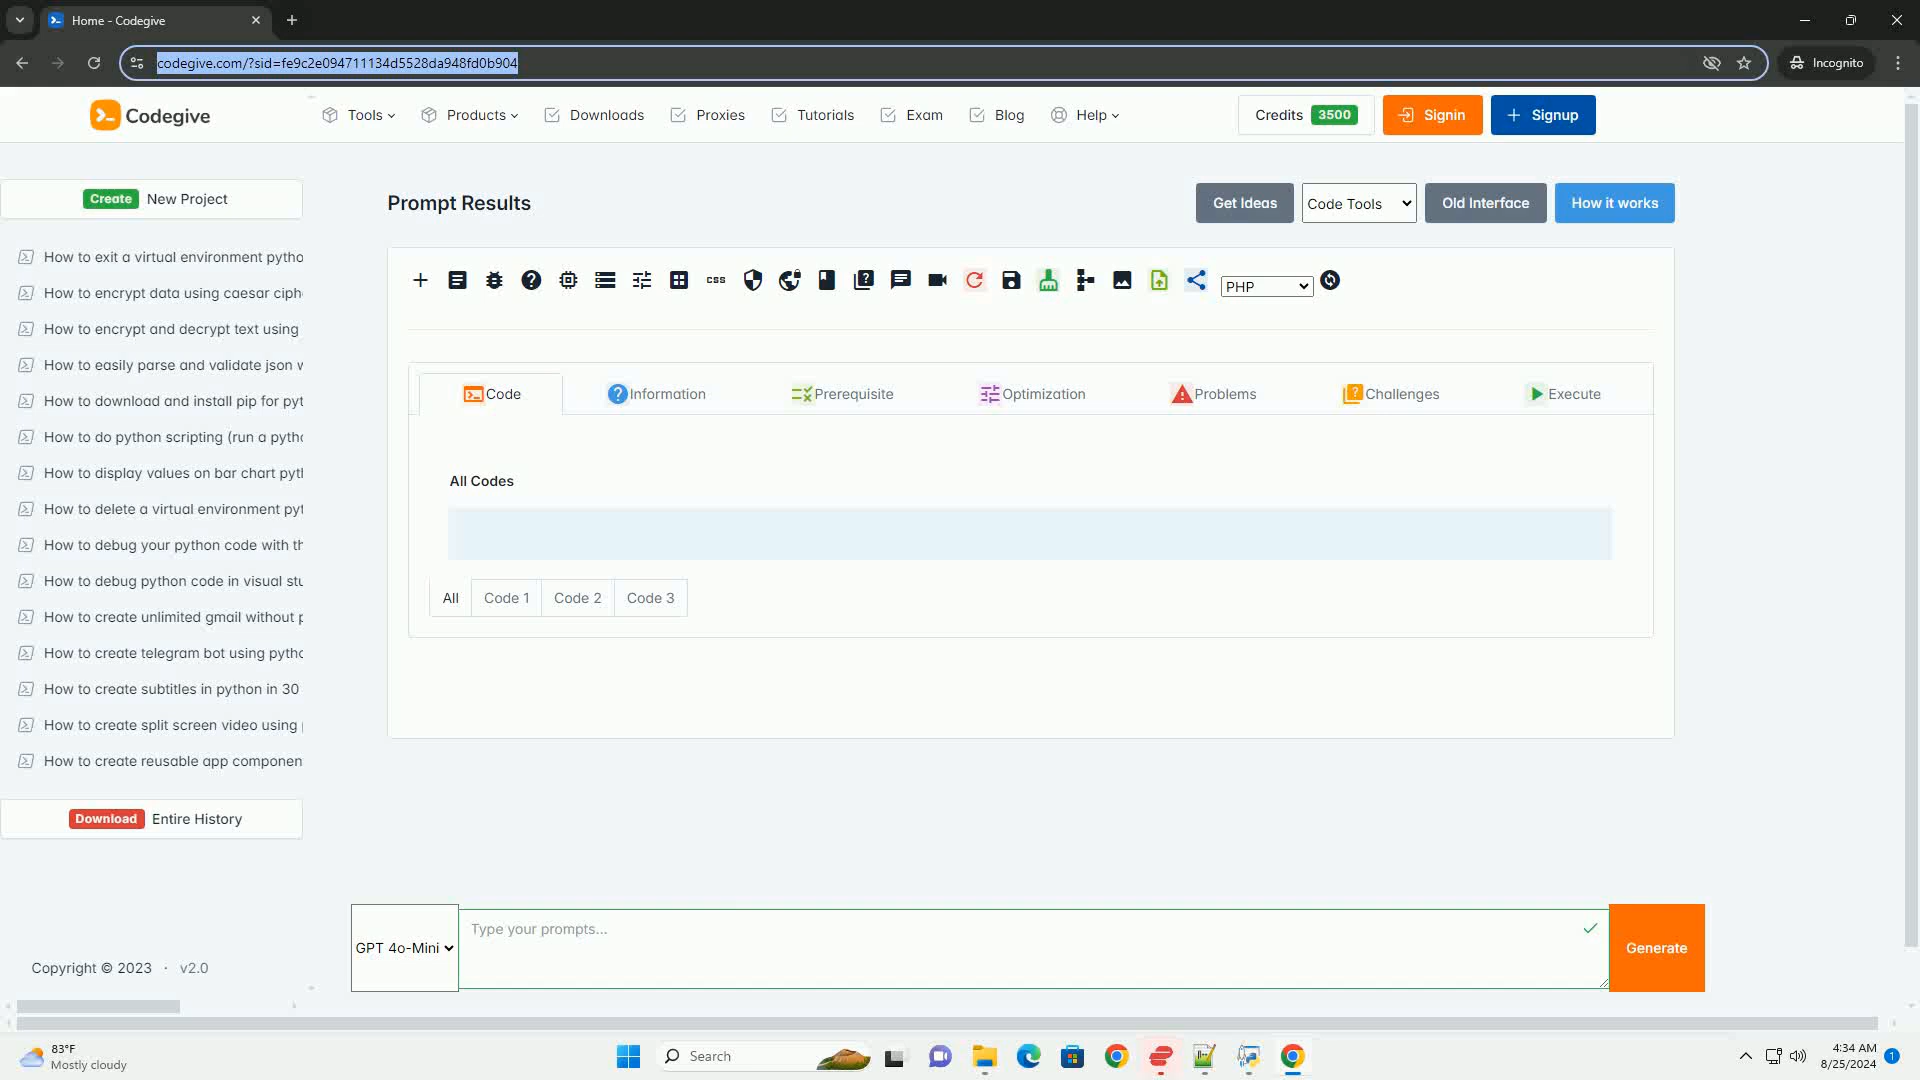 Home - Codegive
codegive.com/?sid=fe9c2e094711134d5528da948fd0b904
Incognito
Codegive
Tools
Products
Downloads
Proxies
Tutorials
Exam
Blog
Help
Credits 3500
Signin
Signup
Create New Project
How to exit a virtual environment pytho
How to encrypt data using caesar ciph
How to encrypt and decrypt text using
How to easily parse and validate json w
How to download and install pip for pyt
How to do python scripting (run a pytho
How to display values on bar chart pyth
How to delete a virtual environment pyt
How to debug your python code with th
How to debug python code in visual stu
How to create unlimited gmail without p
How to create telegram bot using pytho
How to create subtitles in python in 30
How to create split screen video using p
How to create reusable app componen
Download Entire History
Copyright © 2023 · v2.0
Prompt Results
Get Ideas
Code Tools
Old Interface
How it works
css
PHP
Code
Information
Prerequisite
Optimization
Problems
Challenges
Execute
All Codes
All
Code 1
Code 2
Code 3
GPT 4o-Mini
Type your prompts...
Generate
83°F
Mostly cloudy
Search
4:34 AM
8/25/2024
1